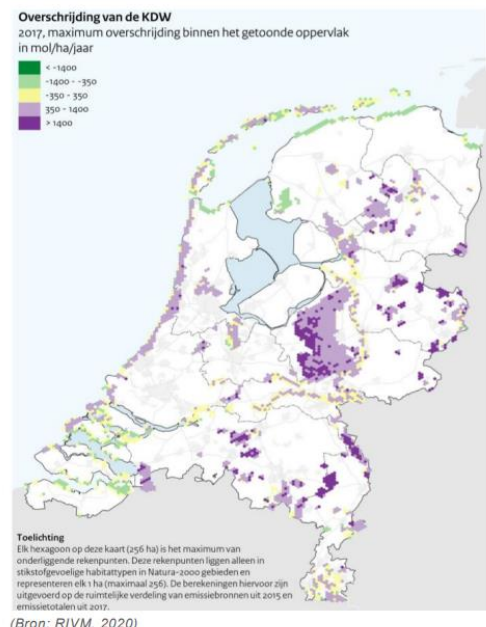 Overschrijding van de KDW
2017, maximum overschrijding binnen het getoonde oppervlak
in mol/ha/jaar
< -1400
-1400 - -350
-350 - 350
350 - 1400
> 1400
Toelichting
Elk hexagoon op deze kaart (256 ha) is het maximum van
onderliggende rekenpunten. Deze rekenpunten liggen alleen in
stikstofgevoelige habitattypen in Natura-2000 gebieden en
representeren elk 1 ha (maximaal 256). De berekeningen hiervoor zijn
uitgevoerd op de ruimtelijke verdeling van emissiebronnen uit 2015 en
emissietotalen uit 2017.
(Bron: RIVM, 2020)